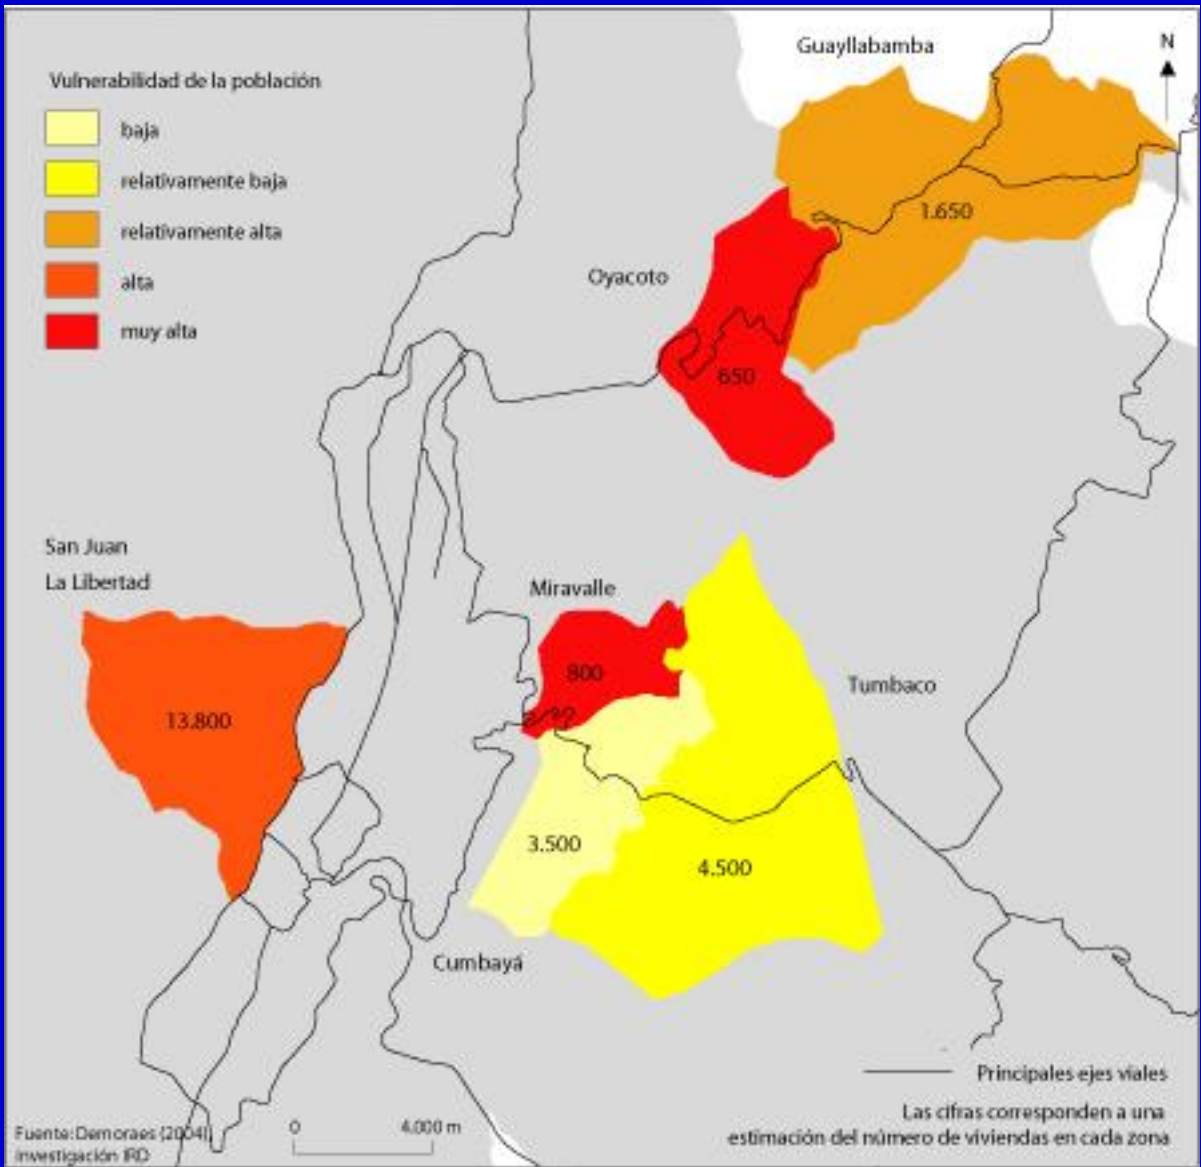 Guayllabamba
N
Vulnerabilidad de la población
baja
relativamente baja
relativamente alta
alta
muy alta
1.650
Oyacoto
650
San Juan
La Libertad
Miravalle
800
Tumbaco
13.800
3.500
4.500
Cumbayá
Principales ejes viales
Las cifras corresponden a una
estimación del número de viviendas en cada zona
0 4.000 m
Fuente: Demoraes (2004)
investigación IRD